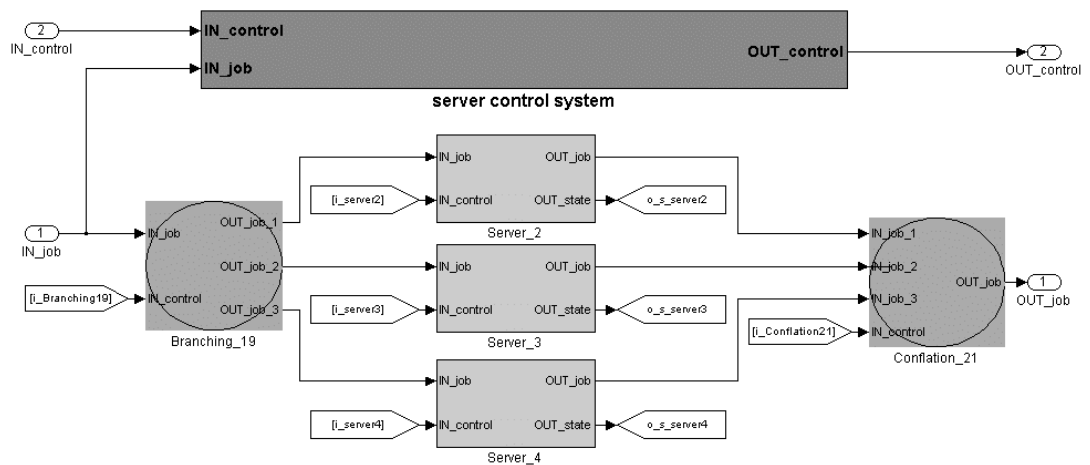 2
IN_control
IN_control
IN_job
OUT_control
2
OUT_control
server control system
1
IN_job
IN_job
OUT_job_1
OUT_job_2
OUT_job_3
IN_control
[i_Branching19]
Branching_19
IN_job
OUT_job
[i_server2]
IN_control
OUT_state
o_s_server2
Server_2
IN_job
OUT_job
[i_server3]
IN_control
OUT_state
o_s_server3
Server_3
IN_job
OUT_job
[i_server4]
IN_control
OUT_state
o_s_server4
Server_4
IN_job_1
IN_job_2
IN_job_3
[i_Conflation21]
IN_control
OUT_job
Conflation_21
1
OUT_job